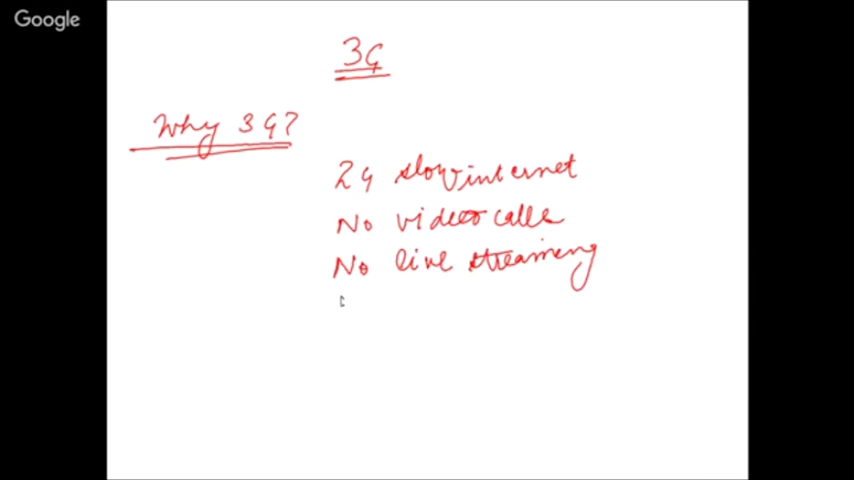 Google
3G
Why 3G?
2G slow internet
No video calls
No live streaming